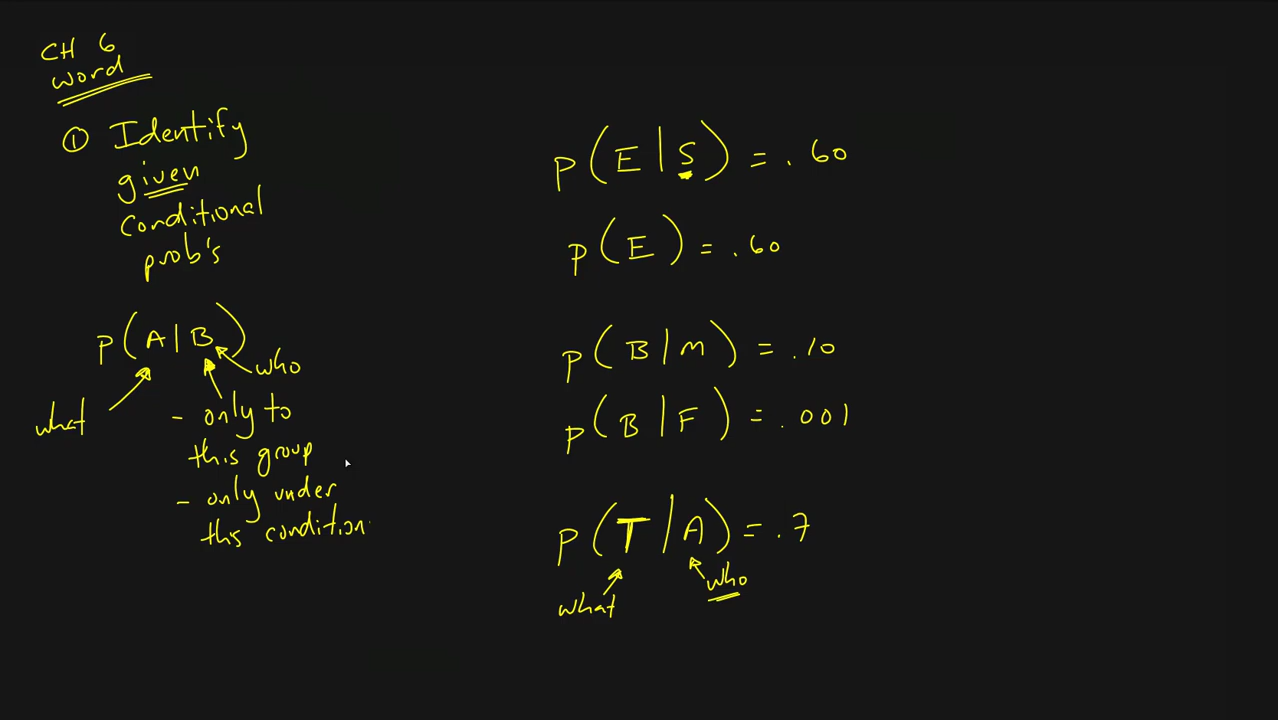 CH 6
word
① Identify
given
conditional
prob's
P(A|B)
who
what
- only to
this group
- only under
this condition
P(E|S) = .60
P(E) = .60
P(B|M) = .10
P(B|F) = .001
P(T|A) = .7
who
what